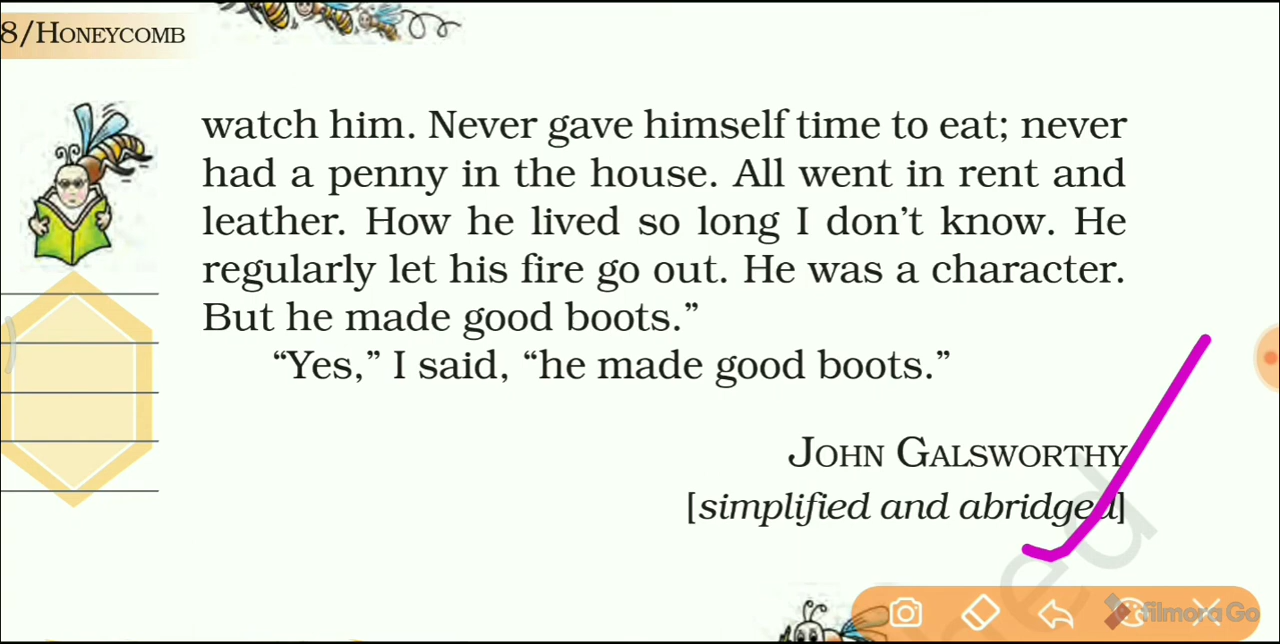 8/HONEYCOMB
watch him. Never gave himself time to eat; never
had a penny in the house. All went in rent and
leather. How he lived so long I don’t know. He
regularly let his fire go out. He was a character.
But he made good boots.”
“Yes,” I said, “he made good boots.”
JOHN GALSWORTHY
[simplified and abridged]
filmora Go